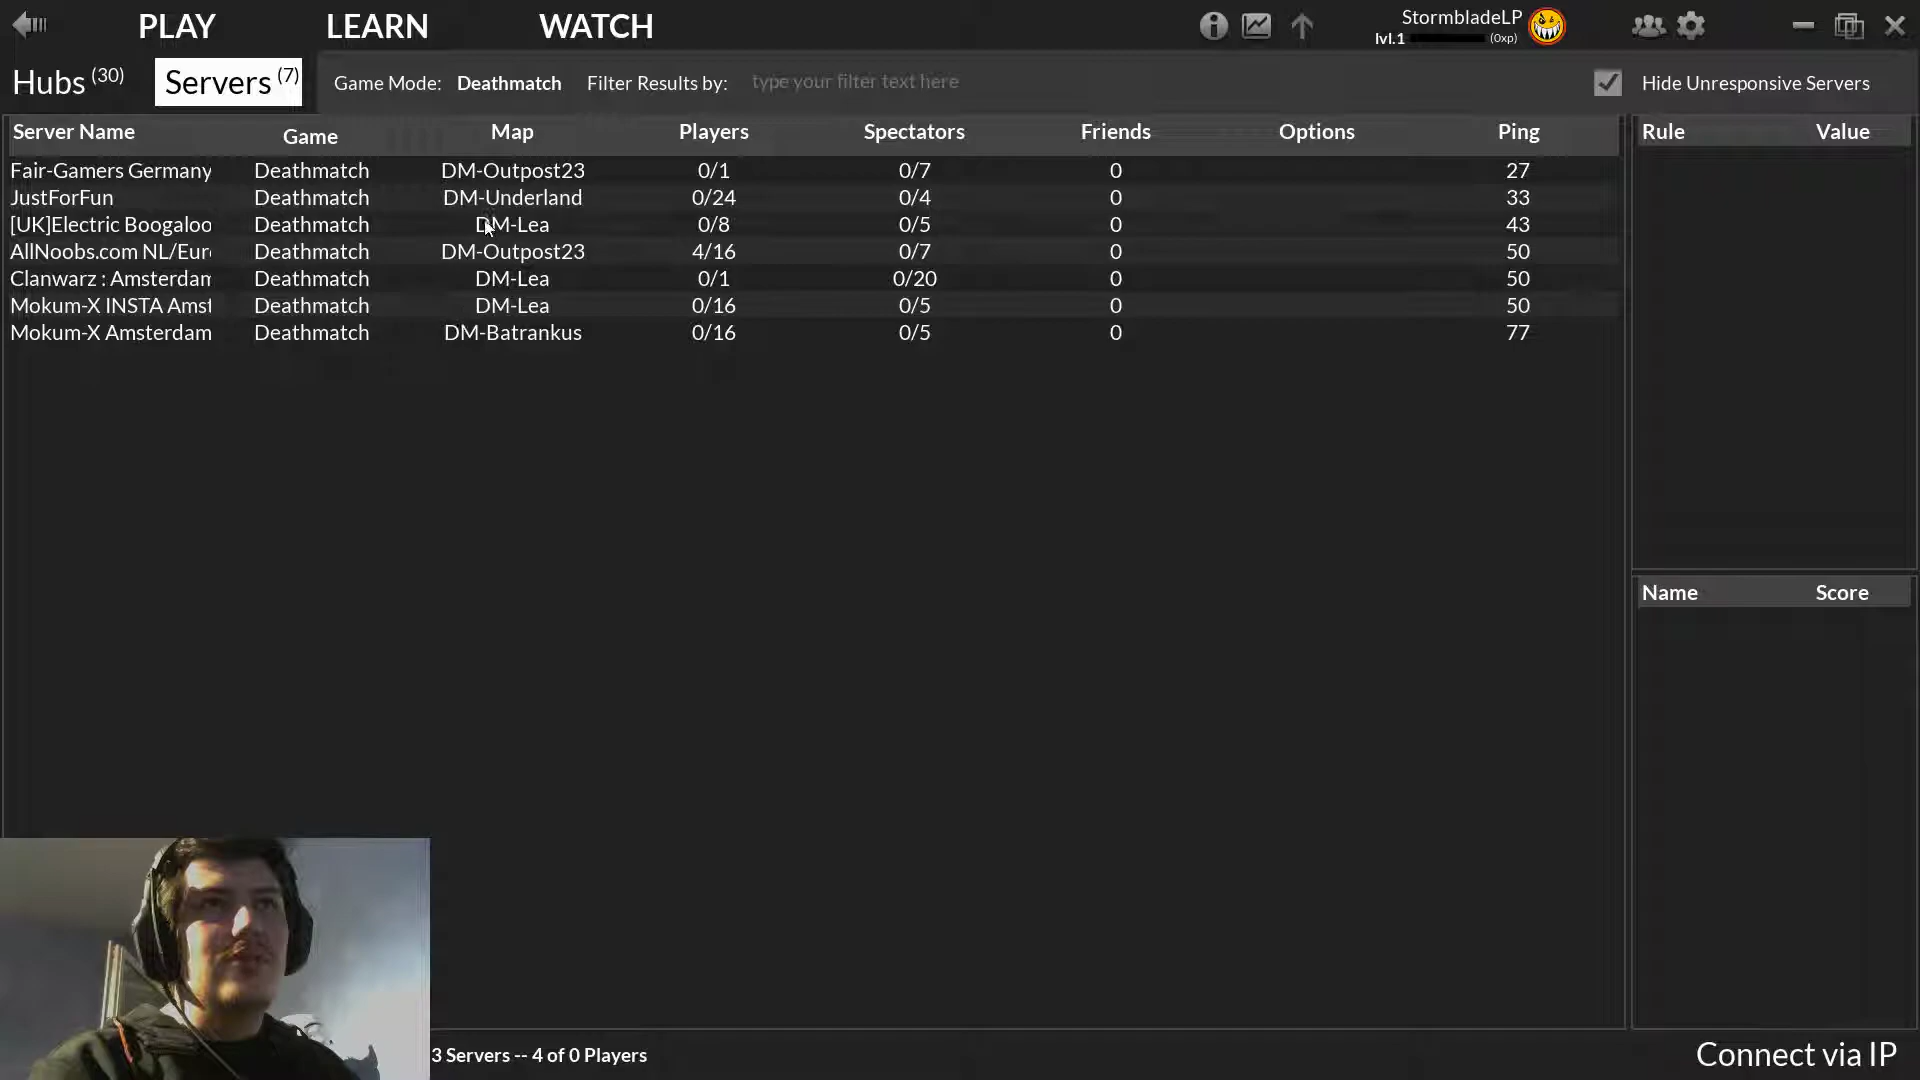 PLAY LEARN WATCH StormbladeLP
lvl.1 (0xp)
Hubs (30) Servers (7) Game Mode: Deathmatch Filter Results by: type your filter text here Hide Unresponsive Servers
Server Name Game Map Players Spectators Friends Options Ping Rule Value
Fair-Gamers Germany Deathmatch DM-Outpost23 0/1 0/7 0 27
JustForFun Deathmatch DM-Underland 0/24 0/4 0 33
[UK]Electric Boogaloo Deathmatch DM-Lea 0/8 0/5 0 43
AllNoobs.com NL/Eur Deathmatch DM-Outpost23 4/16 0/7 0 50
Clanwarz : Amsterdam Deathmatch DM-Lea 0/1 0/20 0 50
Mokum-X INSTA Amst Deathmatch DM-Lea 0/16 0/5 0 50
Mokum-X Amsterdam Deathmatch DM-Batrankus 0/16 0/5 0 77
Name Score
3 Servers -- 4 of 0 Players Connect via IP